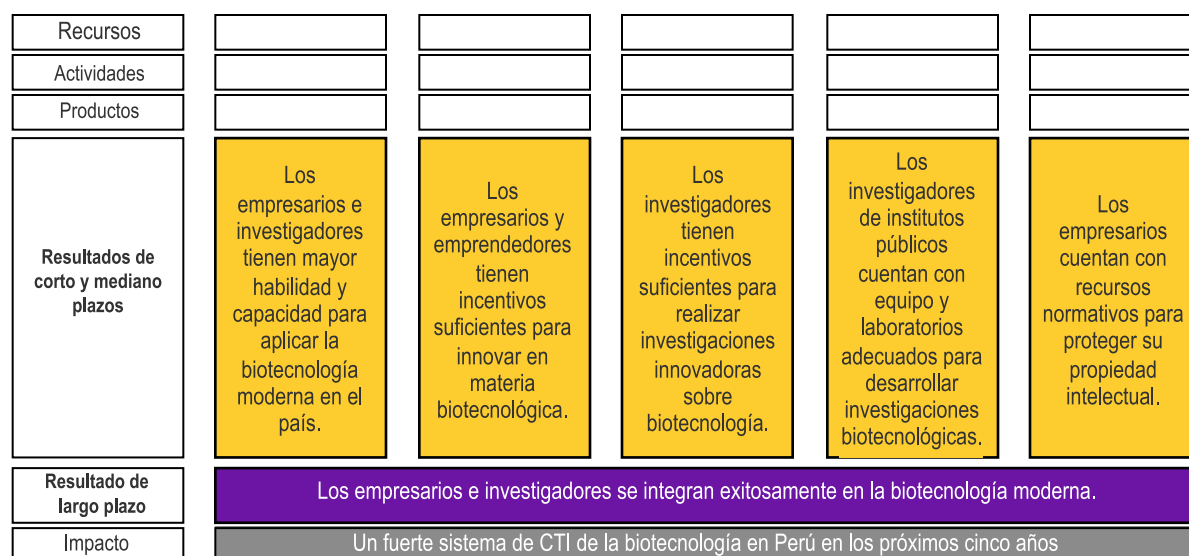 Recursos
Actividades
Productos
Resultados de
corto y mediano
plazos
Los
empresarios e
investigadores
tienen mayor
habilidad y
capacidad para
aplicar la
biotecnología
moderna en el
país.
Los
empresarios y
emprendedores
tienen
incentivos
suficientes para
innovar en
materia
biotecnológica.
Los
investigadores
tienen
incentivos
suficientes para
realizar
investigaciones
innovadoras
sobre
biotecnología.
Los
investigadores
de institutos
públicos
cuentan con
equipo y
laboratorios
adecuados para
desarrollar
investigaciones
biotecnológicas.
Los
empresarios
cuentan con
recursos
normativos para
proteger su
propiedad
intelectual.
Resultado de
largo plazo
Los empresarios e investigadores se integran exitosamente en la biotecnología moderna.
Impacto
Un fuerte sistema de CTI de la biotecnología en Perú en los próximos cinco años